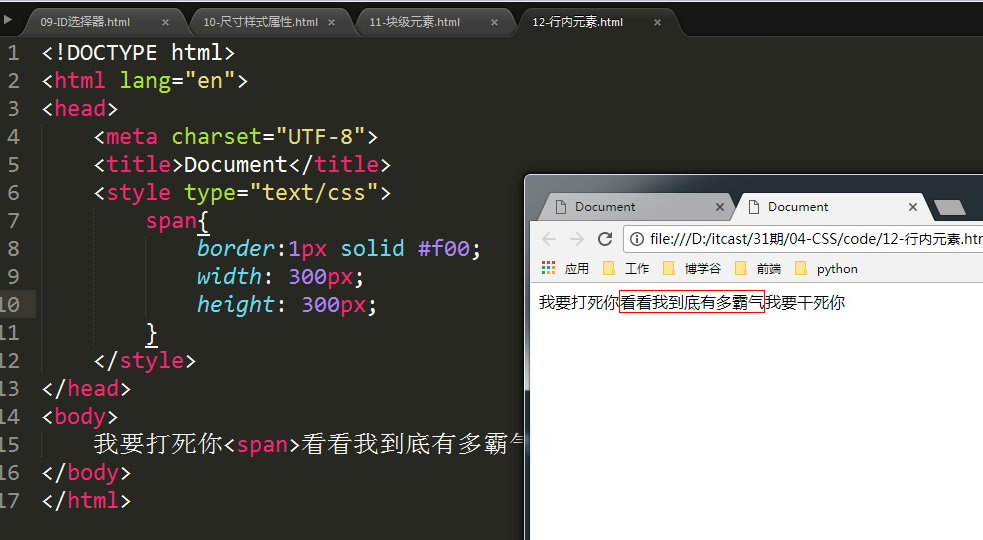 09-ID选择器.html
10-尺寸样式属性.html
11-块级元素.html
12-行内元素.html
1 <!DOCTYPE html>
2 <html lang="en">
3 <head>
4 <meta charset="UTF-8">
5 <title>Document</title>
6 <style type="text/css">
7 span{
8 border:1px solid #f00;
9 width: 300px;
10 height: 300px;
11 }
12 </style>
13 </head>
14 <body>
15 我要打死你<span>看看我到底有多霸气
16 </body>
17 </html>
Document
Document
file:///D:/itcast/31期/04-CSS/code/12-行内元素.htm
应用 工作 博学谷 前端 python
我要打死你看看我到底有多霸气我要干死你